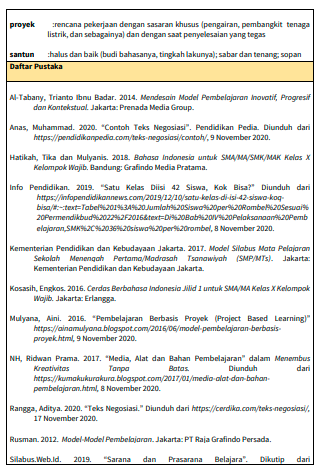 proyek :rencana pekerjaan dengan sasaran khusus (pengairan, pembangkit tenaga
listrik, dan sebagainya) dan dengan saat penyelesaian yang tegas
santun :halus dan baik (budi bahasanya, tingkah lakunya); sabar dan tenang; sopan
Daftar Pustaka
Al-Tabany, Trianto Ibnu Badar. 2014. Mendesain Model Pembelajaran Inovatif, Progresif
dan Kontekstual. Jakarta: Prenada Media Group.
Anas, Muhammad. 2020. "Contoh Teks Negosiasi". Pendidikan Pedia. Diunduh dari
https://pendidikanpedia.com/teks-negosiasi/contoh/, 9 November 2020.
Hatikah, Tika dan Mulyanis. 2018. Bahasa Indonesia untuk SMA/MA/SMK/MAK Kelas X
Kelompok Wajib. Bandung: Grafindo Media Pratama.
Info Pendidikan. 2019. "Satu Kelas Diisi 42 Siswa, Kok Bisa?" Diunduh dari
https://infopendidikannews.com/2019/12/10/satu-kelas-di-isi-42-siswa-koq-
bisa/#:~:text=Tabel%201%3A%20Jumlah%20Siswa%20per%20Rombel%20Sesuai%
20Permendikbud%2022%2F2016&text=Di%20Bab%20IV%20Pelaksanaan%20Pemb
elajaran,SMK%2C%2036%20siswa%20per%20rombel, 8 November 2020.
Kementerian Pendidikan dan Kebudayaan Jakarta. 2017. Model Silabus Mata Pelajaran
Sekolah Menengah Pertama/Madrasah Tsanawiyah (SMP/MTs). Jakarta:
Kementerian Pendidikan dan Kebudayaan Jakarta.
Kosasih, Engkos. 2016. Cerdas Berbahasa Indonesia Jilid 1 untuk SMA/MA Kelas X Kelompok
Wajib. Jakarta: Erlangga.
Mulyana, Aini. 2016. "Pembelajaran Berbasis Proyek (Project Based Learning)"
https://ainamulyana.blogspot.com/2016/06/model-pembelajaran-berbasis-
proyek.html, 9 November 2020.
NH, Ridwan Prama. 2017. "Media, Alat dan Bahan Pembelajaran" dalam Menembus
Kreativitas Tanpa Batas. Diunduh dari
https://kumakukurakura.blogspot.com/2017/01/media-alat-dan-bahan-
pembelajaran.html, 8 November 2020.
Rangga, Aditya. 2020. "Teks Negosiasi." Diunduh dari https://cerdika.com/teks-negosiasi/,
17 November 2020.
Rusman. 2012. Model-Model Pembelajaran. Jakarta: PT Raja Grafindo Persada.
Silabus.Web.Id. 2019. "Sarana dan Prasarana Belajara". Dikutip dari